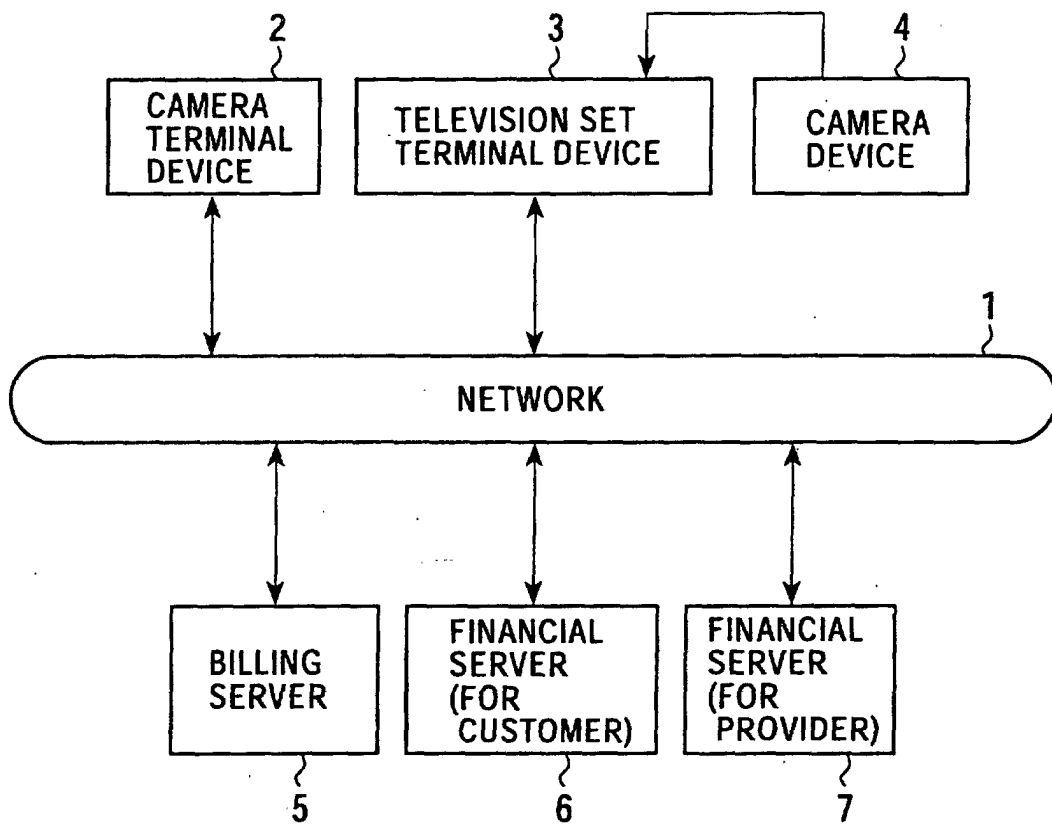 2
3
4
CAMERA
TERMINAL
DEVICE
TELEVISION SET
TERMINAL DEVICE
CAMERA
DEVICE
1
NETWORK
BILLING
SERVER
FINANCIAL
SERVER
(FOR
CUSTOMER)
FINANCIAL
SERVER
(FOR
PROVIDER)
5
6
7